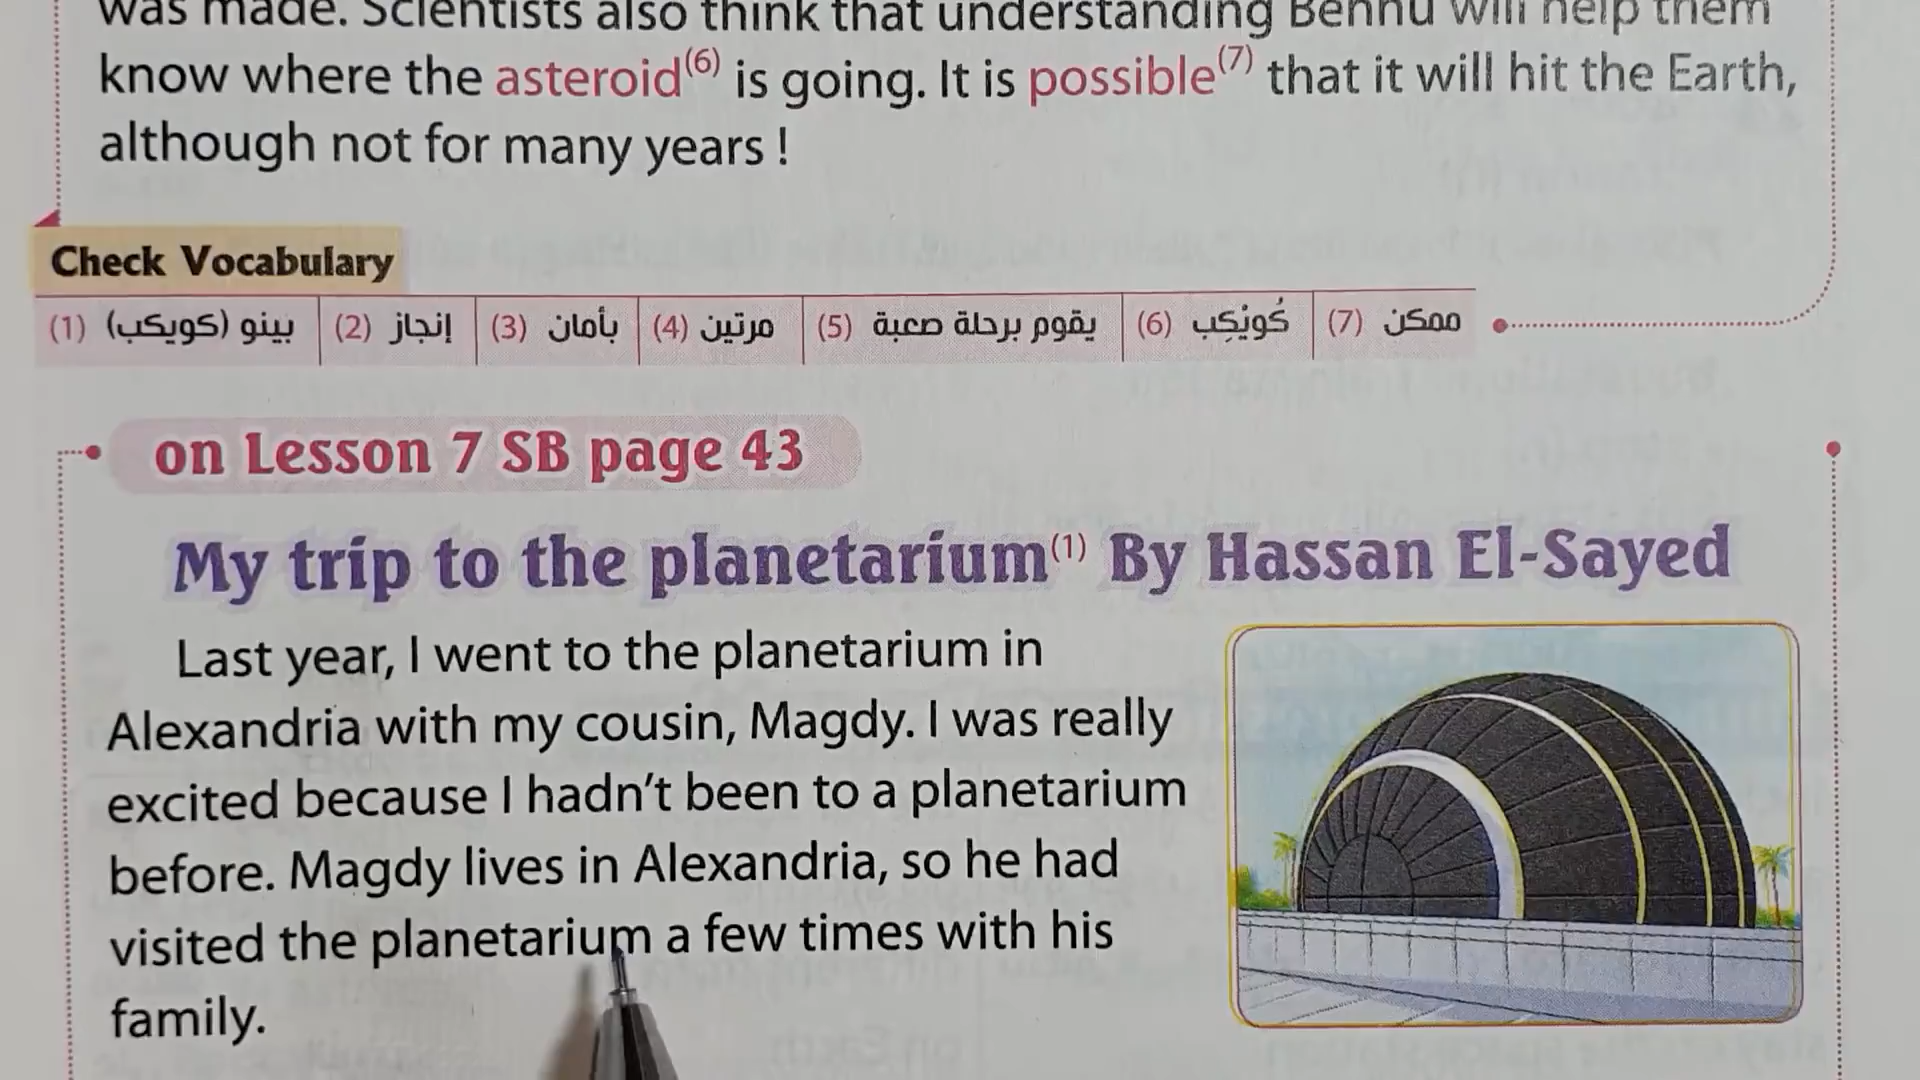 was made. Scientists also think that understanding Bennu will help them
know where the asteroid(6) is going. It is possible(7) that it will hit the Earth,
although not for many years !
Check Vocabulary
(1) بينو (كويكب) (2) إنجاز (3) بأمان (4) مرتين (5) يقوم برحلة صعبة (6) كُويْكِب (7) ممكن
on Lesson 7 SB page 43
My trip to the planetarium(1) By Hassan El-Sayed
Last year, I went to the planetarium in
Alexandria with my cousin, Magdy. I was really
excited because I hadn't been to a planetarium
before. Magdy lives in Alexandria, so he had
visited the planetarium a few times with his
family.